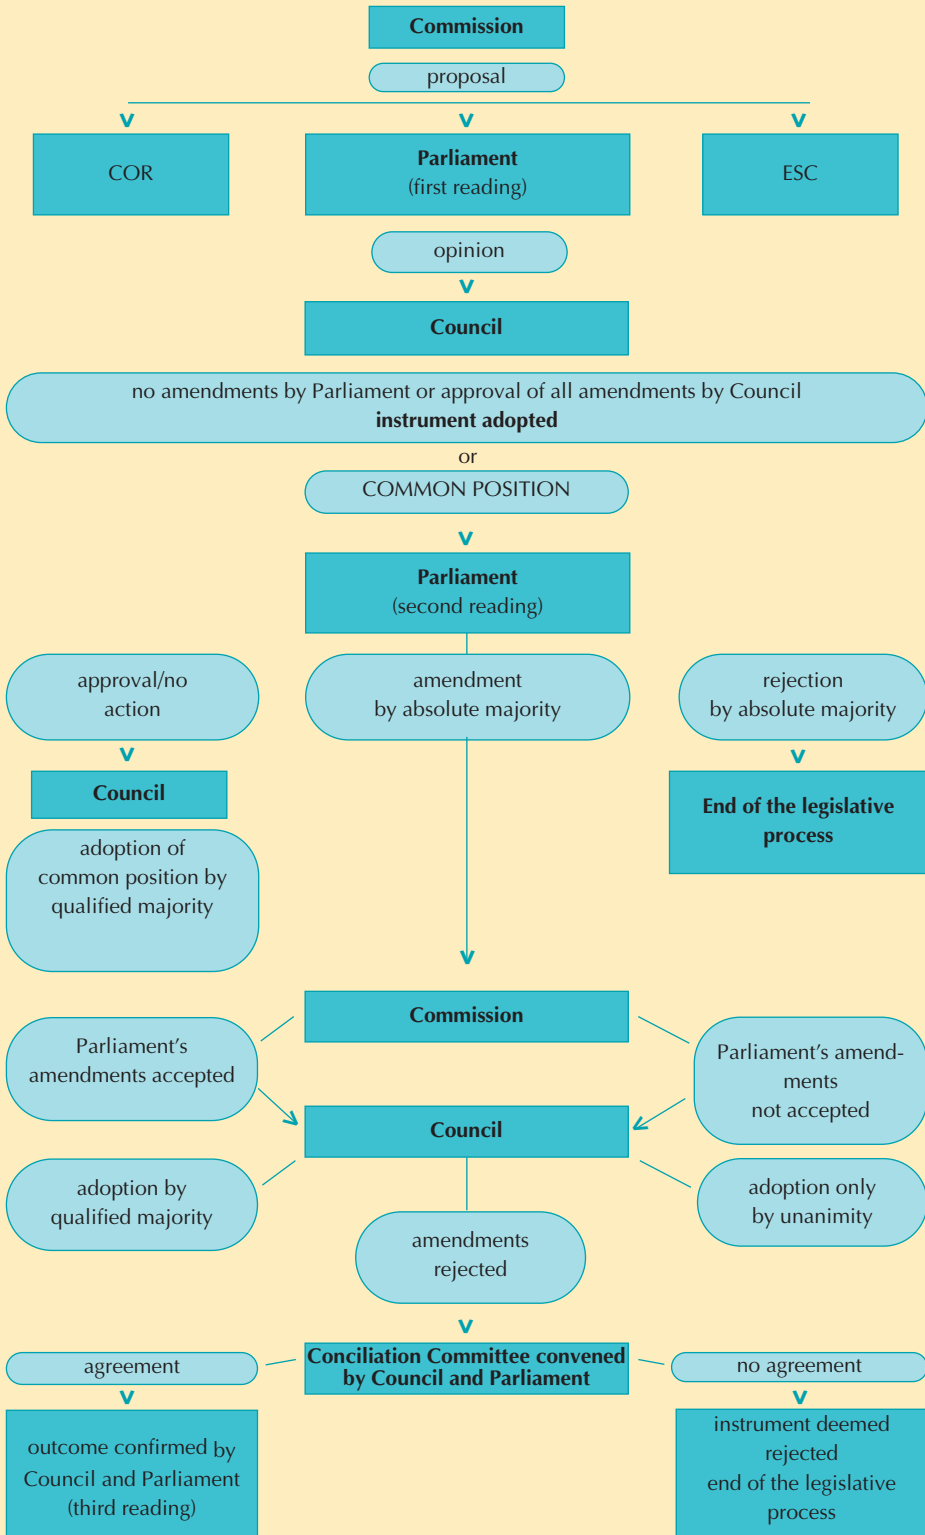 Commission
proposal
COR
Parliament
(first reading)
ESC
opinion
Council
no amendments by Parliament or approval of all amendments by Council
instrument adopted
or
COMMON POSITION
Parliament
(second reading)
approval/no
action
amendment
by absolute majority
rejection
by absolute majority
Council
End of the legislative
process
adoption of
common position by
qualified majority
Commission
Parliament's
amendments accepted
Parliament's amend-
ments
not accepted
Council
adoption by
qualified majority
adoption only
by unanimity
amendments
rejected
Conciliation Committee convened
by Council and Parliament
agreement
no agreement
outcome confirmed by
Council and Parliament
(third reading)
instrument deemed
rejected
end of the legislative
process